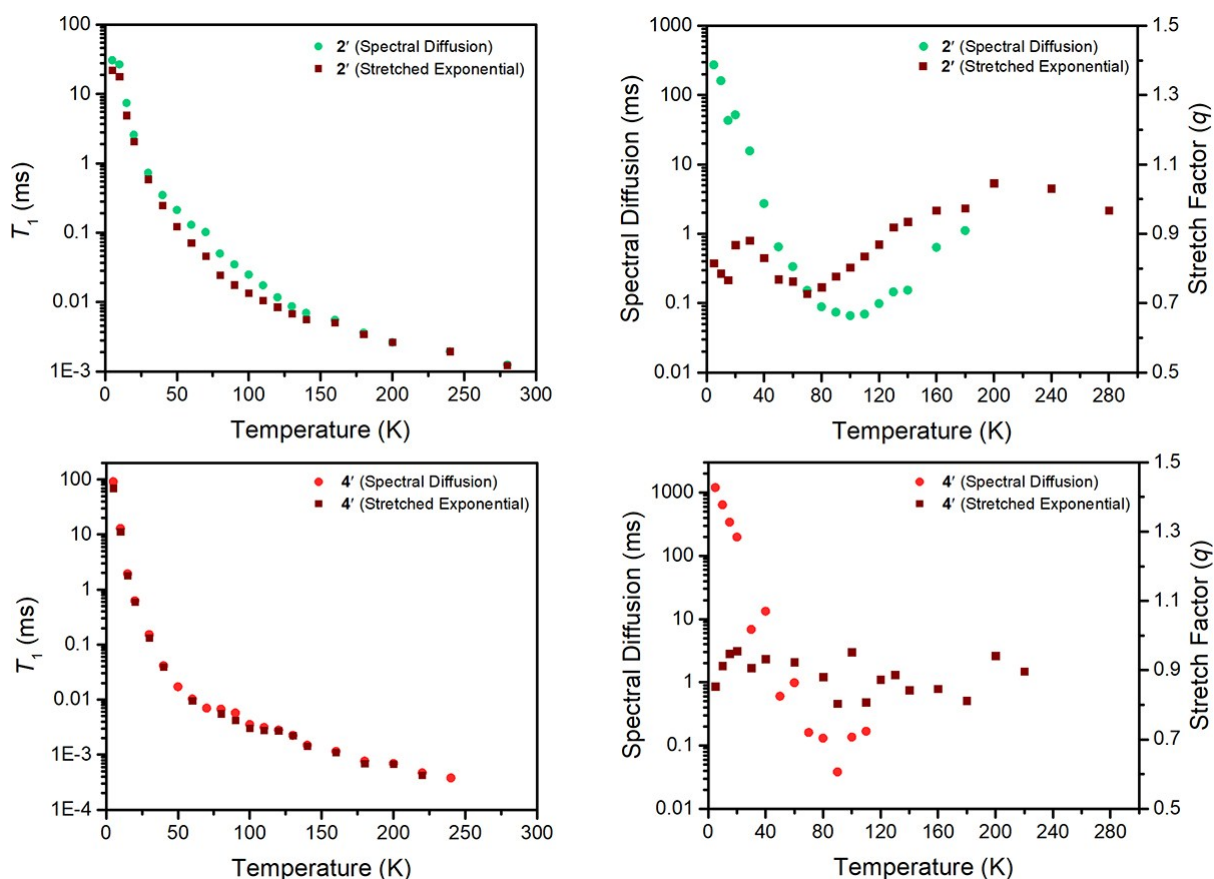 100
10
1
0.1
0.01
1E-3
T1 (ms)
2′ (Spectral Diffusion)
2′ (Stretched Exponential)
0 50 100 150 200 250 300
Temperature (K)
1000
100
10
1
0.1
0.01
Spectral Diffusion (ms)
2′ (Spectral Diffusion)
2′ (Stretched Exponential)
1.5
1.3
1.1
0.9
0.7
0.5
Stretch Factor (q)
0 40 80 120 160 200 240 280
Temperature (K)
100
10
1
0.1
0.01
1E-3
1E-4
T1 (ms)
4′ (Spectral Diffusion)
4′ (Stretched Exponential)
0 50 100 150 200 250 300
Temperature (K)
1000
100
10
1
0.1
0.01
Spectral Diffusion (ms)
4′ (Spectral Diffusion)
4′ (Stretched Exponential)
1.5
1.3
1.1
0.9
0.7
0.5
Stretch Factor (q)
0 40 80 120 160 200 240 280
Temperature (K)